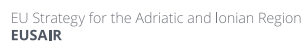 EU Strategy for the Adriatic and Ionian Region
EUSAIR